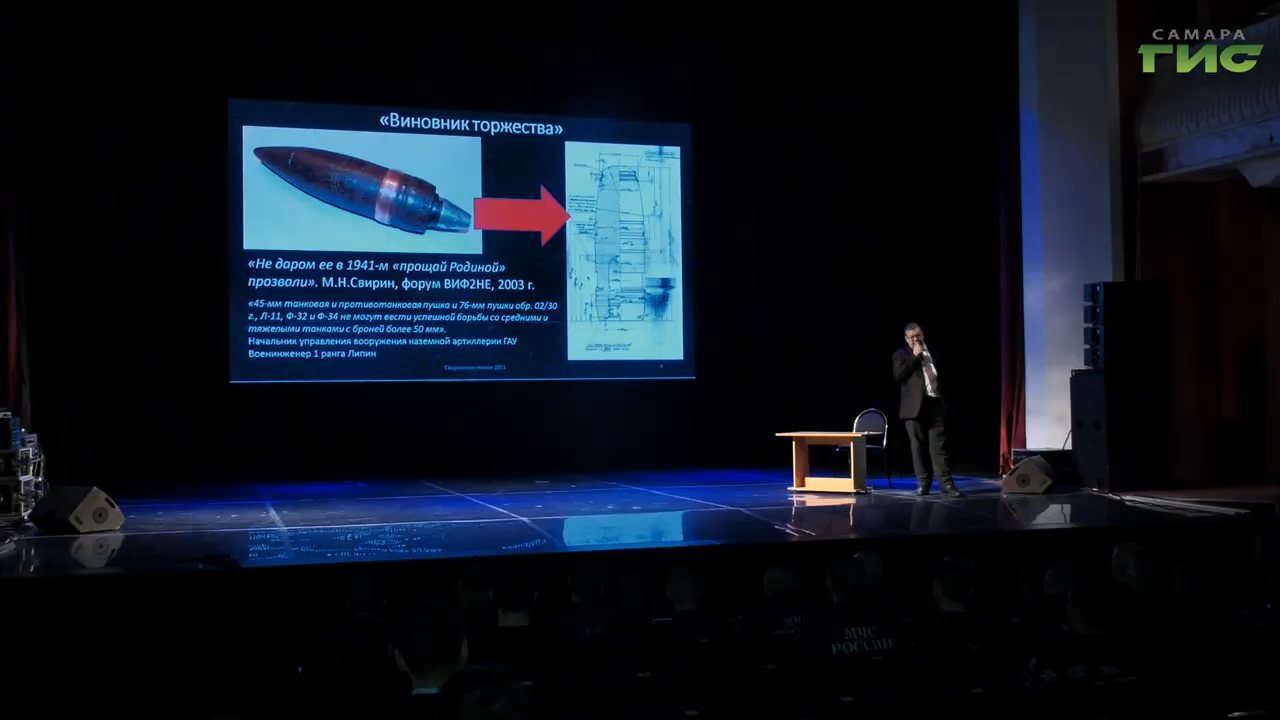 САМАРА
ГИС
«Виновник торжества»
«Не даром ее в 1941-м «прощай Родиной»
прозвали». М.Н.Свирин, форум ВИФ2NE, 2003 г.
«45-мм танковая и противотанковая пушка и 76-мм пушки обр. 02/30
г., Л-11, Ф-32 и Ф-34 не могут вести успешной борьбы со средними и
тяжелыми танками с броней более 50 мм».
Начальник управления вооружения наземной артиллерии ГАУ
Военинженер 1 ранга Липин
МЧС
РОССИИ